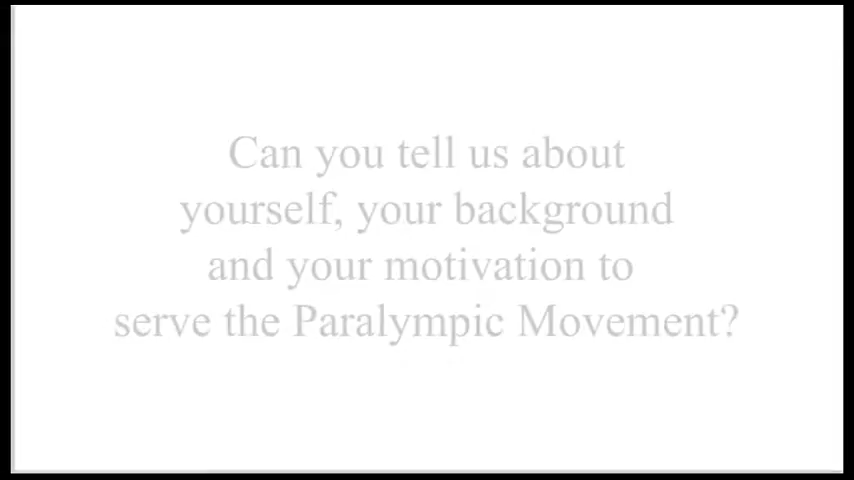 Can you tell us about
yourself, your background
and your motivation to
serve the Paralympic Movement?